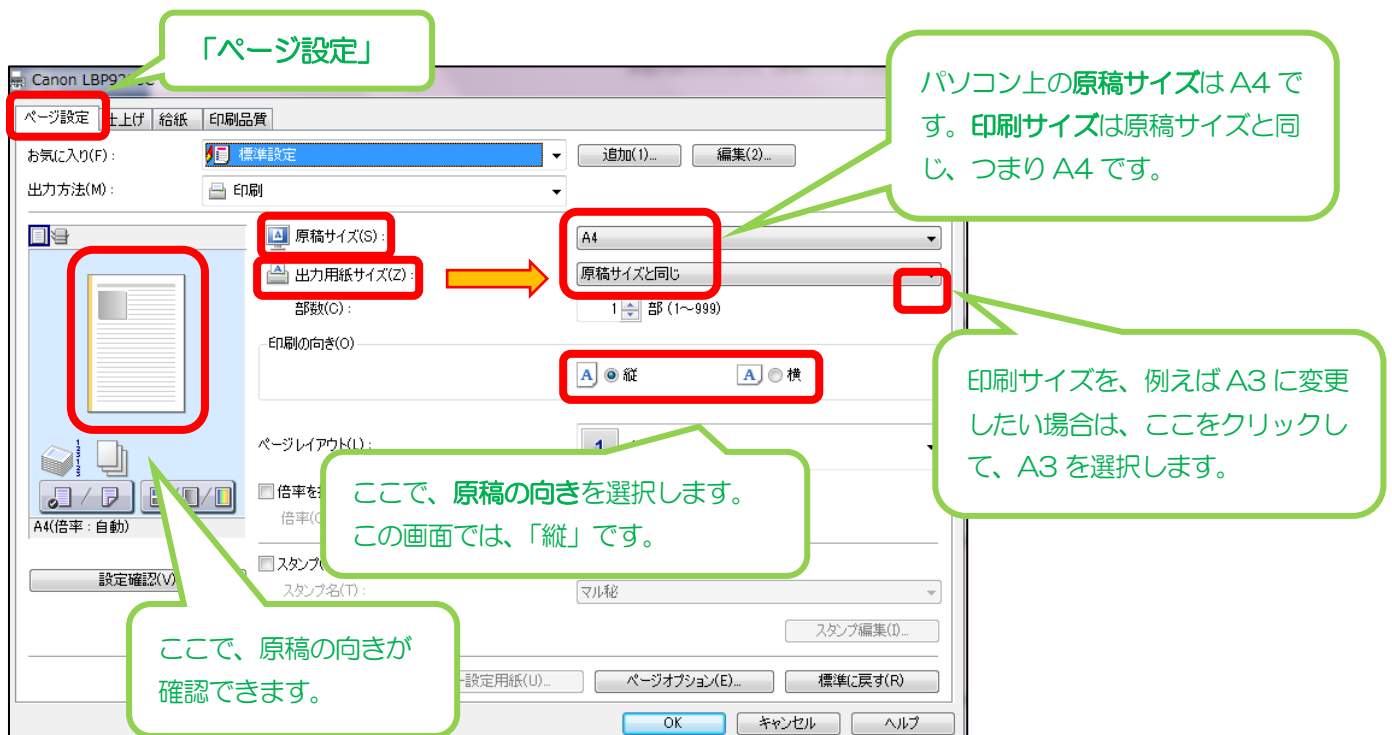 「ページ設定」
Canon LBP92
ページ設定 仕上げ 給紙 印刷品質
パソコン上の原稿サイズはA4で
す。印刷サイズは原稿サイズと同
じ、つまりA4です。
お気に入り(F): 標準設定 追加(1)... 編集(2)...
出力方法(M): 印刷
原稿サイズ(S): A4
出力用紙サイズ(Z): 原稿サイズと同じ
部数(C): 1 部 (1~999)
印刷の向き(O)
縦 横
印刷サイズを、例えばA3に変更
したい場合は、ここをクリックし
て、A3を選択します。
ページレイアウト(L): 1
ここで、原稿の向きを選択します。
この画面では、「縦」です。
倍率を
倍率(
A4(倍率:自動)
スタンプ
設定確認(V)
スタンプ名(T): マル秘
スタンプ編集(I)...
ここで、原稿の向きが
確認できます。
設定用紙(U)... ページオプション(E)... 標準に戻す(R)
OK キャンセル ヘルプ